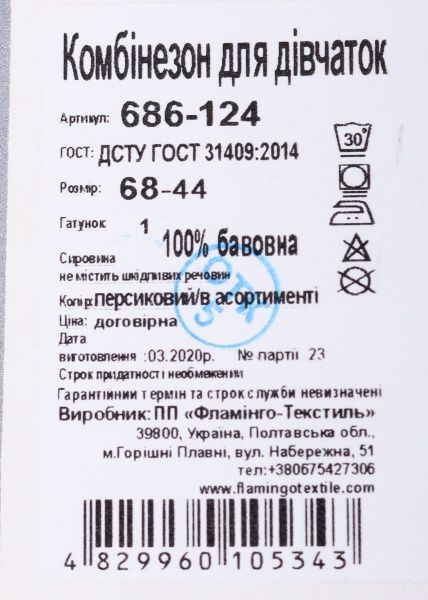 Комбінезон для дівчаток
Артикул: 686-124
ГОСТ: ДСТУ ГОСТ 31409:2014
Розмір: 68-44
Гатунок 1
Сировина 100% бавовна
не містить шкідливих речовин
Колір: персиковий/в асортименті
Ціна: договірна
Дата
виготовлення :03.2020р. № партії 23
Строк придатності необмежений
Гарантійний термін та строк служби невизначені
Виробник: ПП «Фламінго-Текстиль»
39800, Україна, Полтавська обл.,
м.Горішні Плавні, вул. Набережна, 51
тел:+380675427306
www.flamingotextile.com
4 829960 105343
30°
ОТК
5